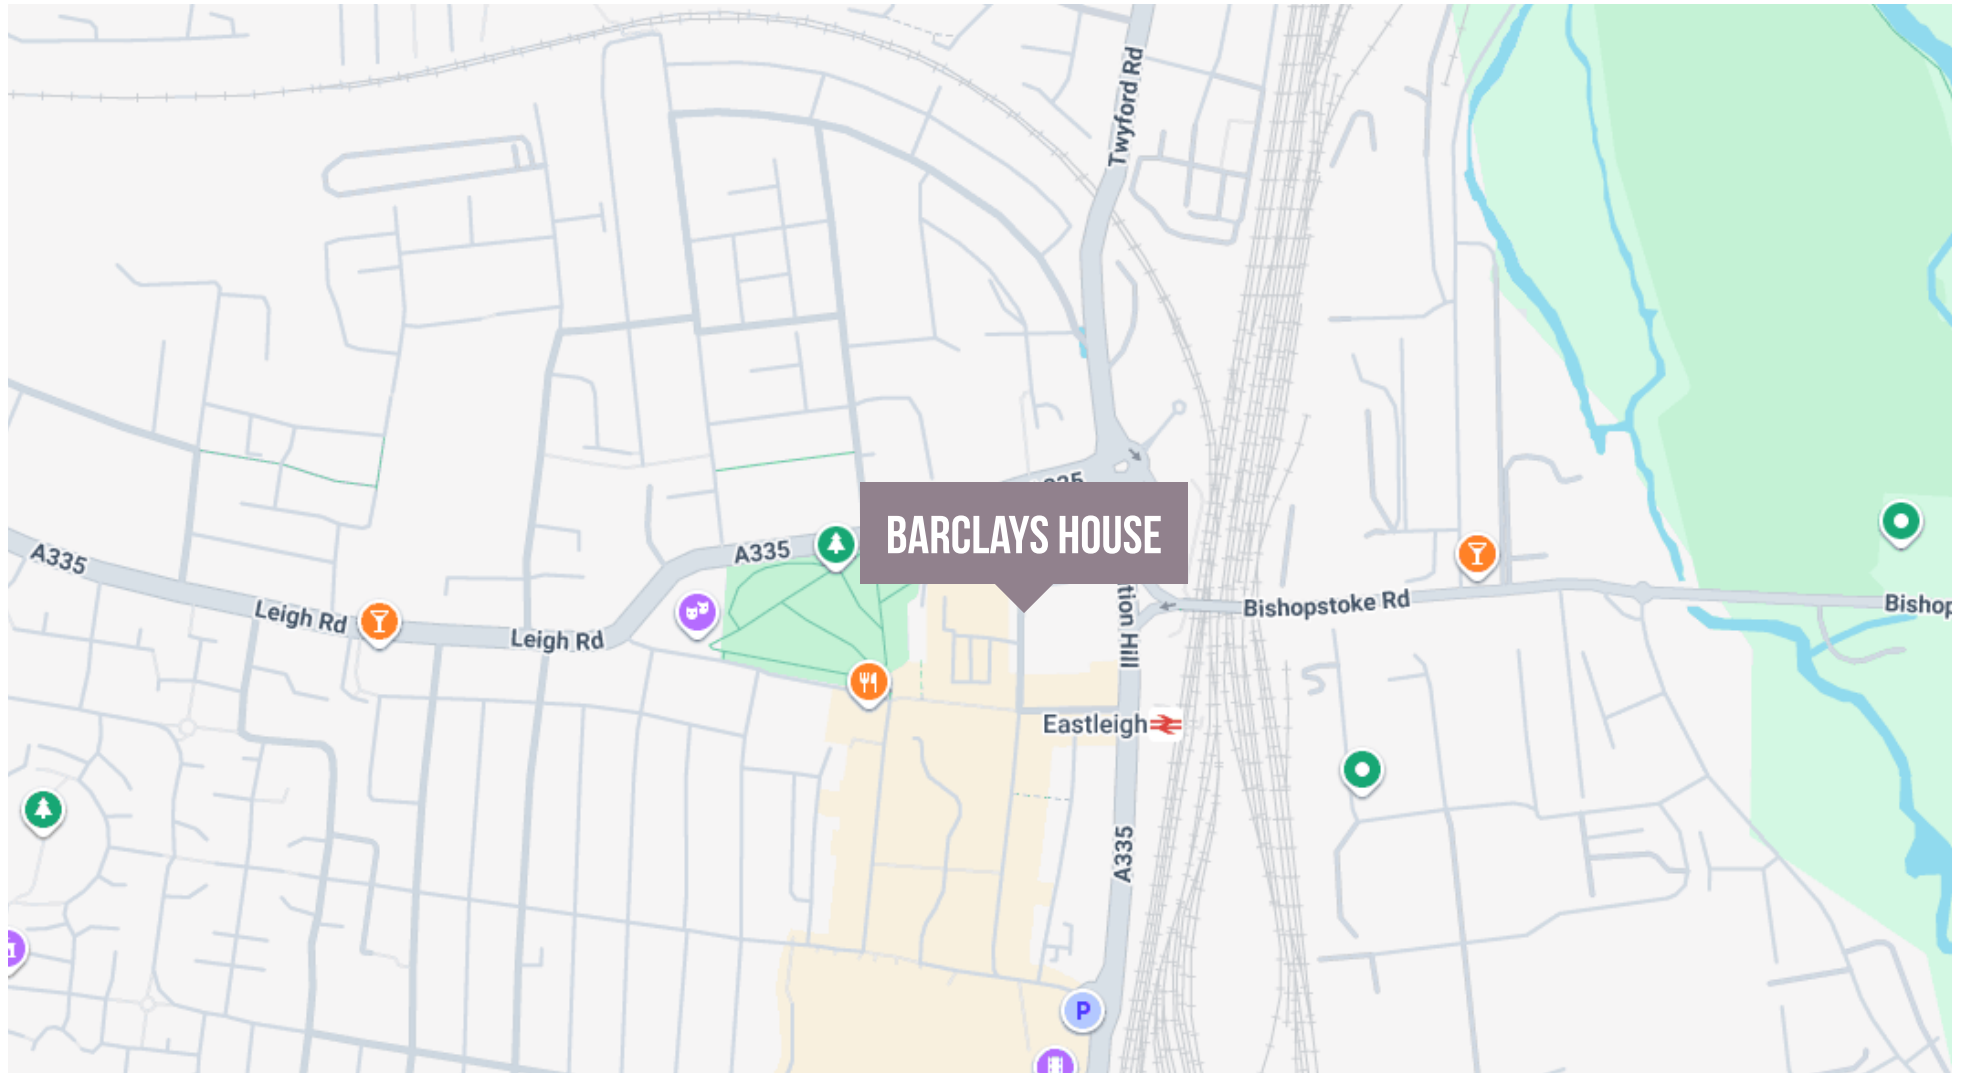 Twyford Rd
BARCLAYS HOUSE
A335
A335
Leigh Rd
Leigh Rd
Bishopstoke Rd
Eastleigh
A335
P